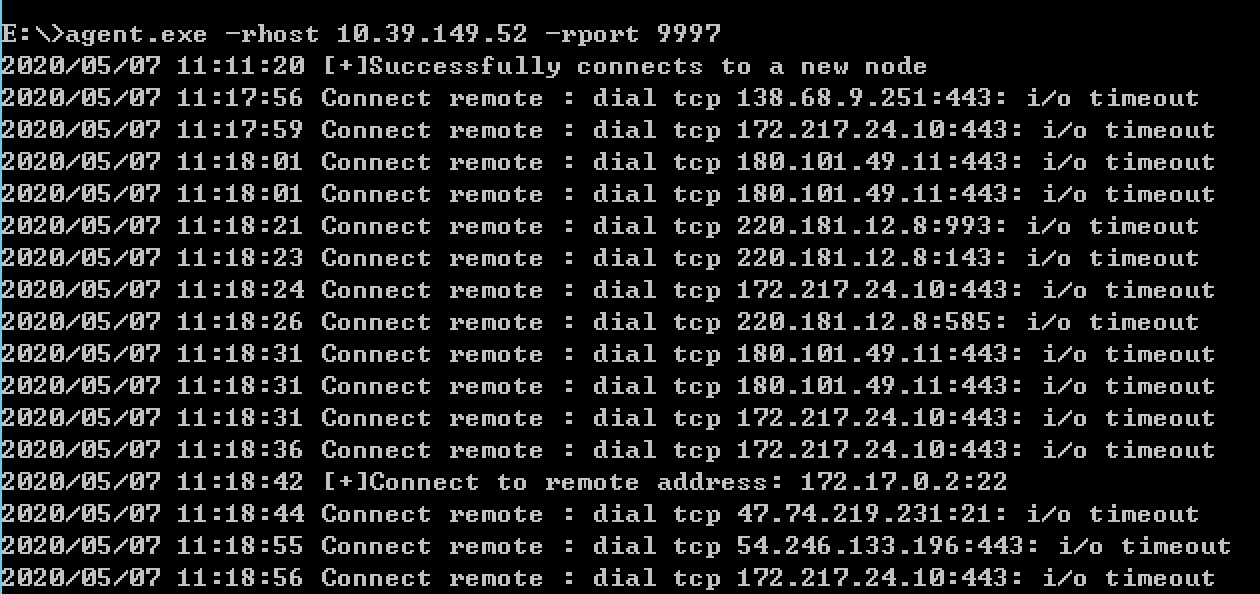 E:\>agent.exe -rhost 10.39.149.52 -rport 9997
2020/05/07 11:11:20 [+]Successfully connects to a new node
2020/05/07 11:17:56 Connect remote : dial tcp 138.68.9.251:443: i/o timeout
2020/05/07 11:17:59 Connect remote : dial tcp 172.217.24.10:443: i/o timeout
2020/05/07 11:18:01 Connect remote : dial tcp 180.101.49.11:443: i/o timeout
2020/05/07 11:18:01 Connect remote : dial tcp 180.101.49.11:443: i/o timeout
2020/05/07 11:18:21 Connect remote : dial tcp 220.181.12.8:993: i/o timeout
2020/05/07 11:18:23 Connect remote : dial tcp 220.181.12.8:143: i/o timeout
2020/05/07 11:18:24 Connect remote : dial tcp 172.217.24.10:443: i/o timeout
2020/05/07 11:18:26 Connect remote : dial tcp 220.181.12.8:585: i/o timeout
2020/05/07 11:18:31 Connect remote : dial tcp 180.101.49.11:443: i/o timeout
2020/05/07 11:18:31 Connect remote : dial tcp 180.101.49.11:443: i/o timeout
2020/05/07 11:18:31 Connect remote : dial tcp 172.217.24.10:443: i/o timeout
2020/05/07 11:18:36 Connect remote : dial tcp 172.217.24.10:443: i/o timeout
2020/05/07 11:18:42 [+]Connect to remote address: 172.17.0.2:22
2020/05/07 11:18:44 Connect remote : dial tcp 47.74.219.231:21: i/o timeout
2020/05/07 11:18:55 Connect remote : dial tcp 54.246.133.196:443: i/o timeout
2020/05/07 11:18:56 Connect remote : dial tcp 172.217.24.10:443: i/o timeout